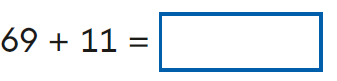 69 + 11 =